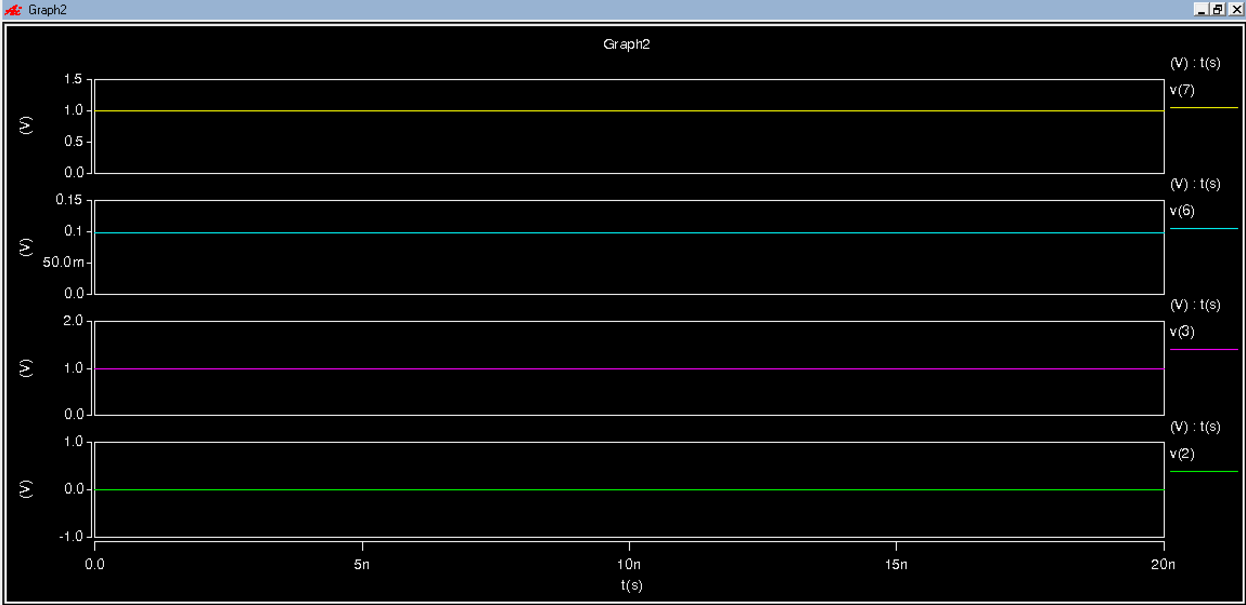 Graph2
Graph2
(V) : t(s)
v(7)
1.5
1.0
0.5
0.0
(V)
(V) : t(s)
v(6)
0.15
0.1
50.0m
0.0
(V)
(V) : t(s)
v(3)
2.0
1.0
0.0
(V)
(V) : t(s)
v(2)
1.0
0.0
-1.0
(V)
0.0 5n 10n 15n 20n
t(s)